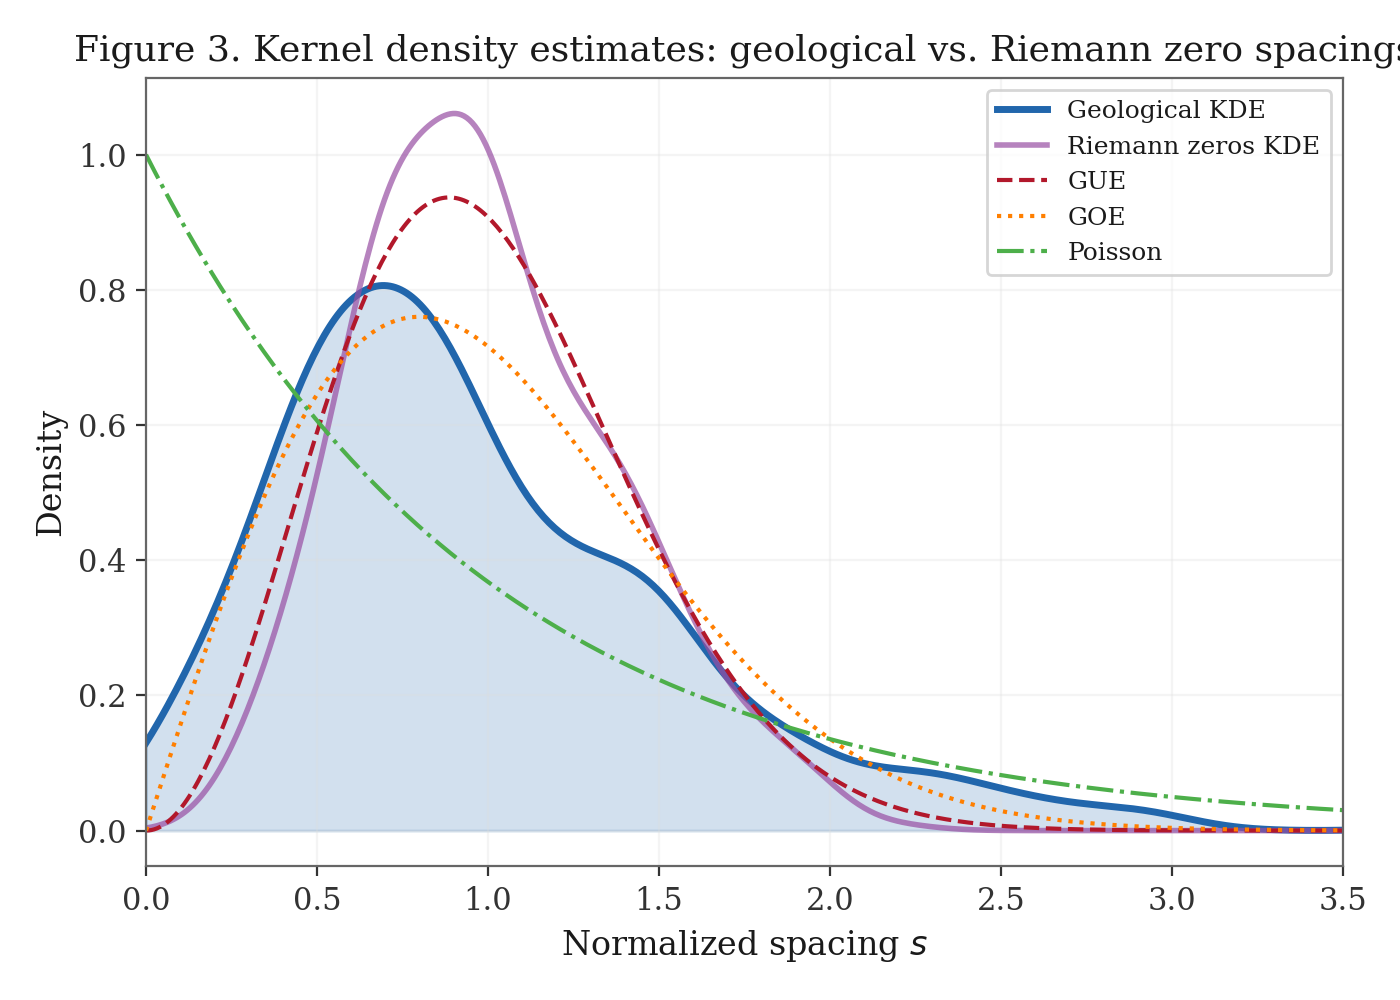 Figure 3. Kernel density estimates: geological vs. Riemann zero spacings
Geological KDE
Riemann zeros KDE
GUE
GOE
Poisson
1.0
0.8
0.6
0.4
0.2
0.0
Density
0.0 0.5 1.0 1.5 2.0 2.5 3.0 3.5
Normalized spacing s